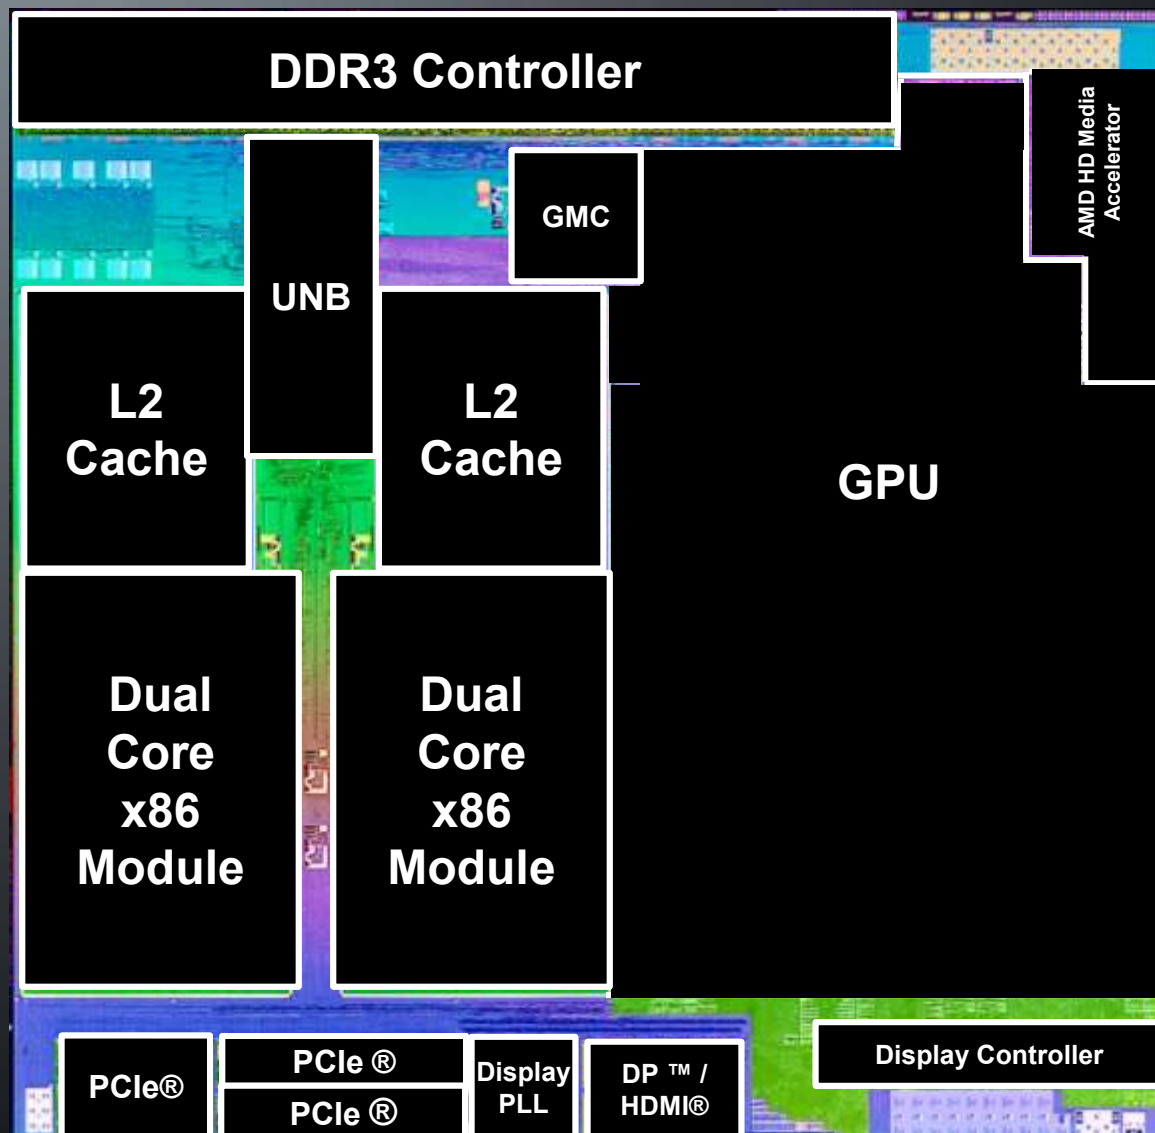 DDR3 Controller
AMD HD Media
Accelerator
GMC
UNB
L2
Cache
L2
Cache
GPU
Dual
Core
x86
Module
Dual
Core
x86
Module
PCIe®
PCIe ®
PCIe ®
Display
PLL
DP ™ /
HDMI®
Display Controller